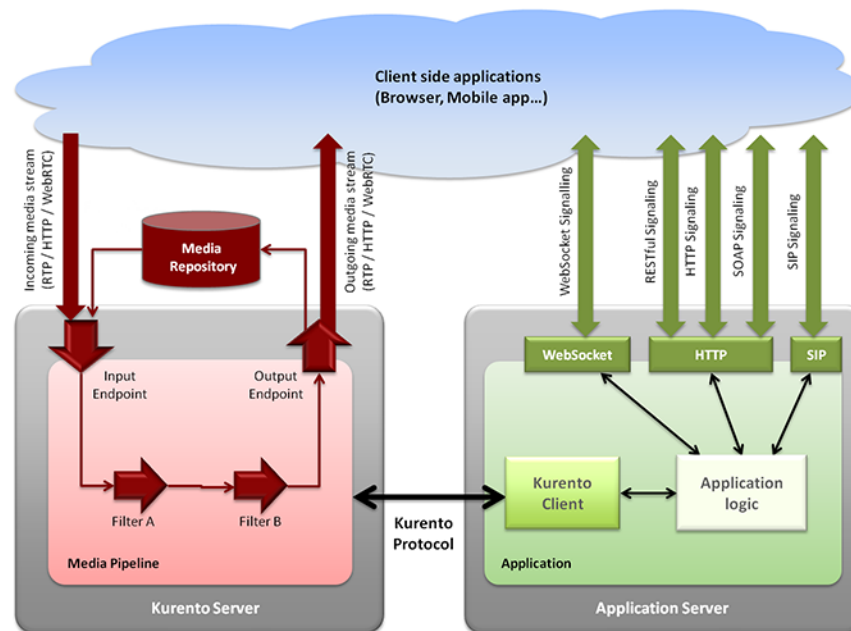 Client side applications
(Browser, Mobile app...)
Incoming media stream
(RTP / HTTP / WebRTC)
Outgoing media stream
(RTP / HTTP / WebRTC)
WebSocket Signalling
RESTful Signaling
HTTP Signaling
SOAP Signaling
SIP Signaling
Media
Repository
WebSocket
HTTP
SIP
Input
Endpoint
Output
Endpoint
Filter A
Filter B
Kurento
Client
Application
logic
Kurento
Protocol
Media Pipeline
Application
Kurento Server
Application Server